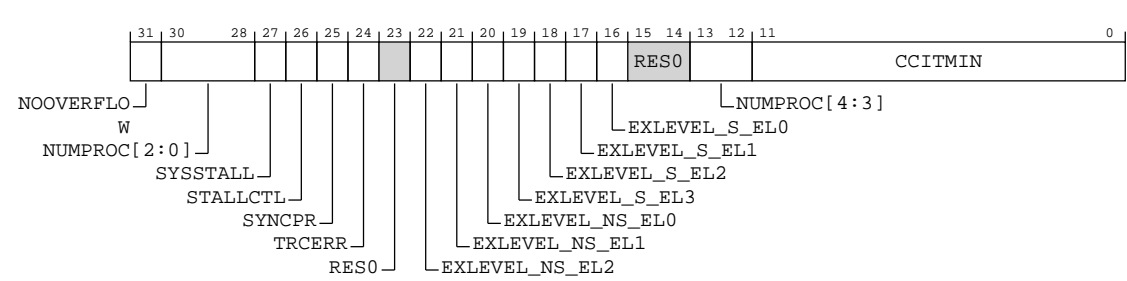 31 30 28 27 26 25 24 23 22 21 20 19 18 17 16 15 14 13 12 11 0
RES0 CCITMIN
NOOVERFLO NUMPROC[4:3]
W EXLEVEL_S_EL0
NUMPROC[2:0] EXLEVEL_S_EL1
SYSSTALL EXLEVEL_S_EL2
STALLCTL EXLEVEL_S_EL3
SYNCPR EXLEVEL_NS_EL0
TRCERR EXLEVEL_NS_EL1
RES0 EXLEVEL_NS_EL2